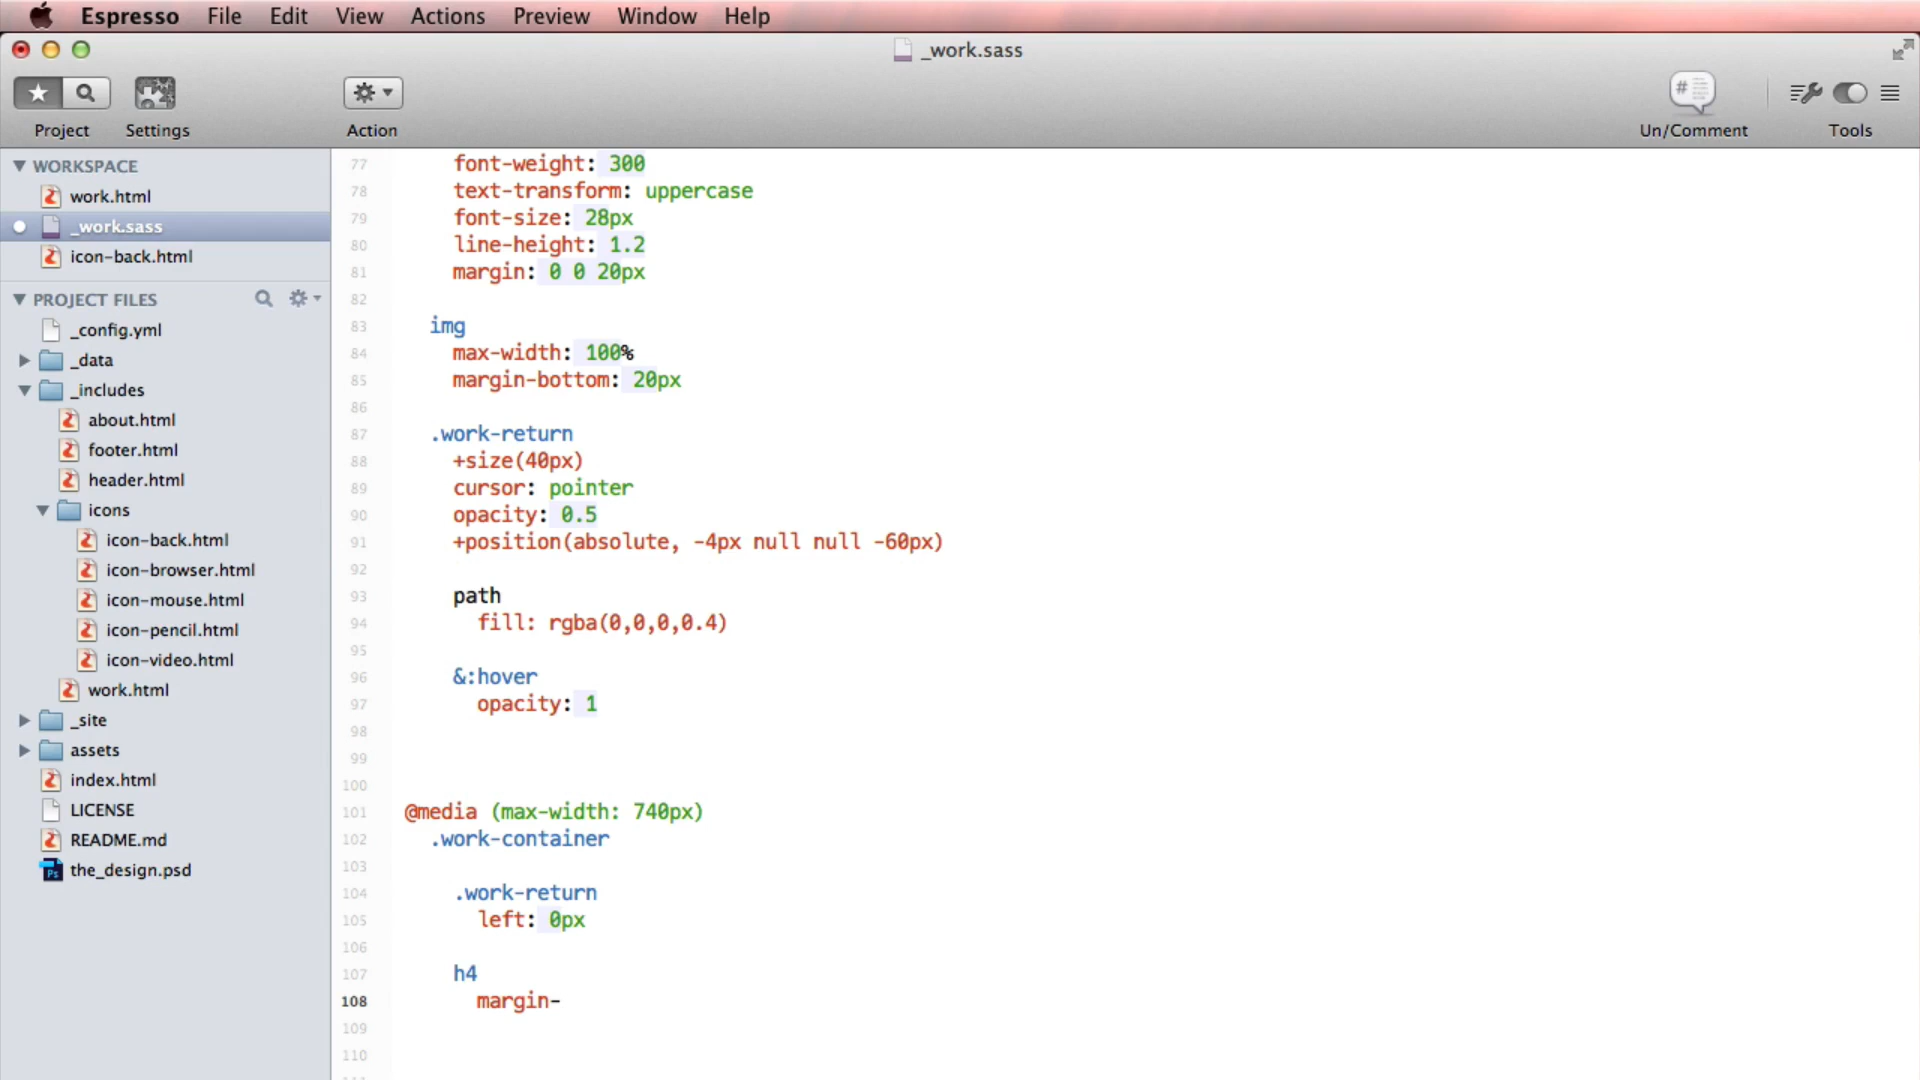 Espresso File Edit View Actions Preview Window Help
_work.sass
Project Settings Action Un/Comment Tools
WORKSPACE
work.html
_work.sass
icon-back.html
PROJECT FILES
_config.yml
_data
_includes
about.html
footer.html
header.html
icons
icon-back.html
icon-browser.html
icon-mouse.html
icon-pencil.html
icon-video.html
work.html
_site
assets
index.html
LICENSE
README.md
the_design.psd
77 font-weight: 300
78 text-transform: uppercase
79 font-size: 28px
80 line-height: 1.2
81 margin: 0 0 20px
82
83 img
84 max-width: 100%
85 margin-bottom: 20px
86
87 .work-return
88 +size(40px)
89 cursor: pointer
90 opacity: 0.5
91 +position(absolute, -4px null null -60px)
92
93 path
94 fill: rgba(0,0,0,0.4)
95
96 &:hover
97 opacity: 1
98
99
100
101 @media (max-width: 740px)
102 .work-container
103
104 .work-return
105 left: 0px
106
107 h4
108 margin-
109
110